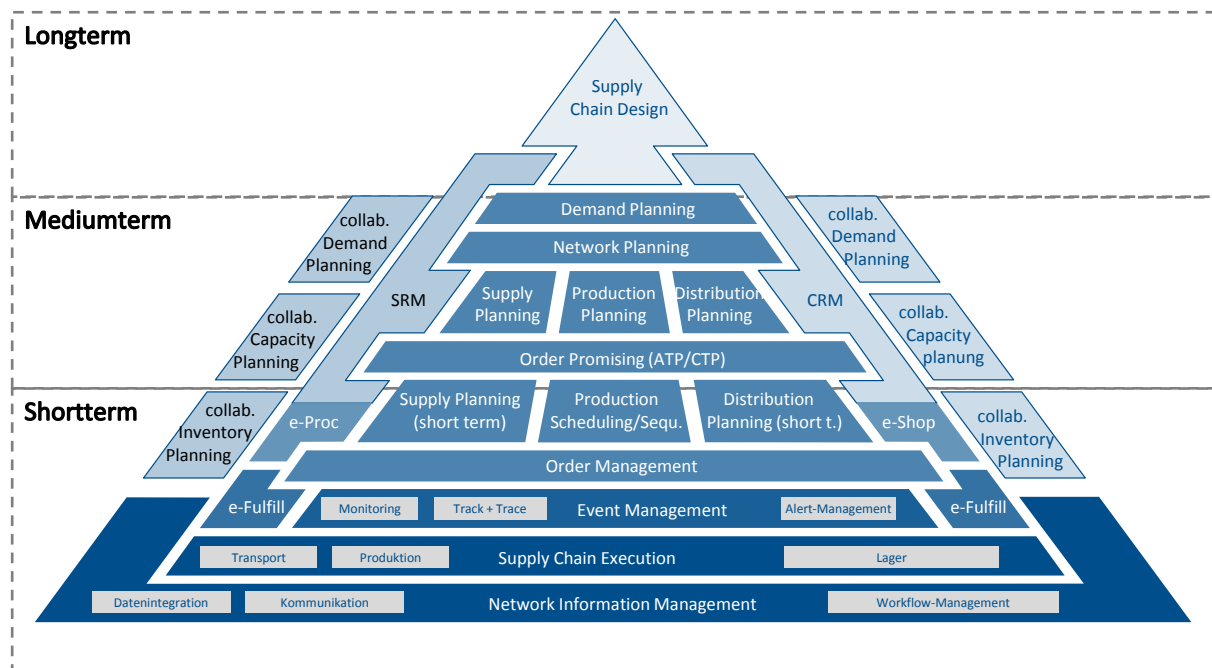 Longterm
Supply
Chain Design
Mediumterm
collab.
Demand
Planning
Demand Planning
collab.
Demand
Planning
Network Planning
SRM
Supply
Planning
Production
Planning
Distribution
Planning
CRM
collab.
Capacity
Planning
collab.
Capacity
planung
Order Promising (ATP/CTP)
Shortterm
collab.
Inventory
Planning
e-Proc
Supply Planning
(short term)
Production
Scheduling/Sequ.
Distribution
Planning (short t.)
e-Shop
collab.
Inventory
Planning
Order Management
e-Fulfill
Monitoring
Track + Trace
Event Management
Alert-Management
e-Fulfill
Transport
Produktion
Supply Chain Execution
Lager
Datenintegration
Kommunikation
Network Information Management
Workflow-Management